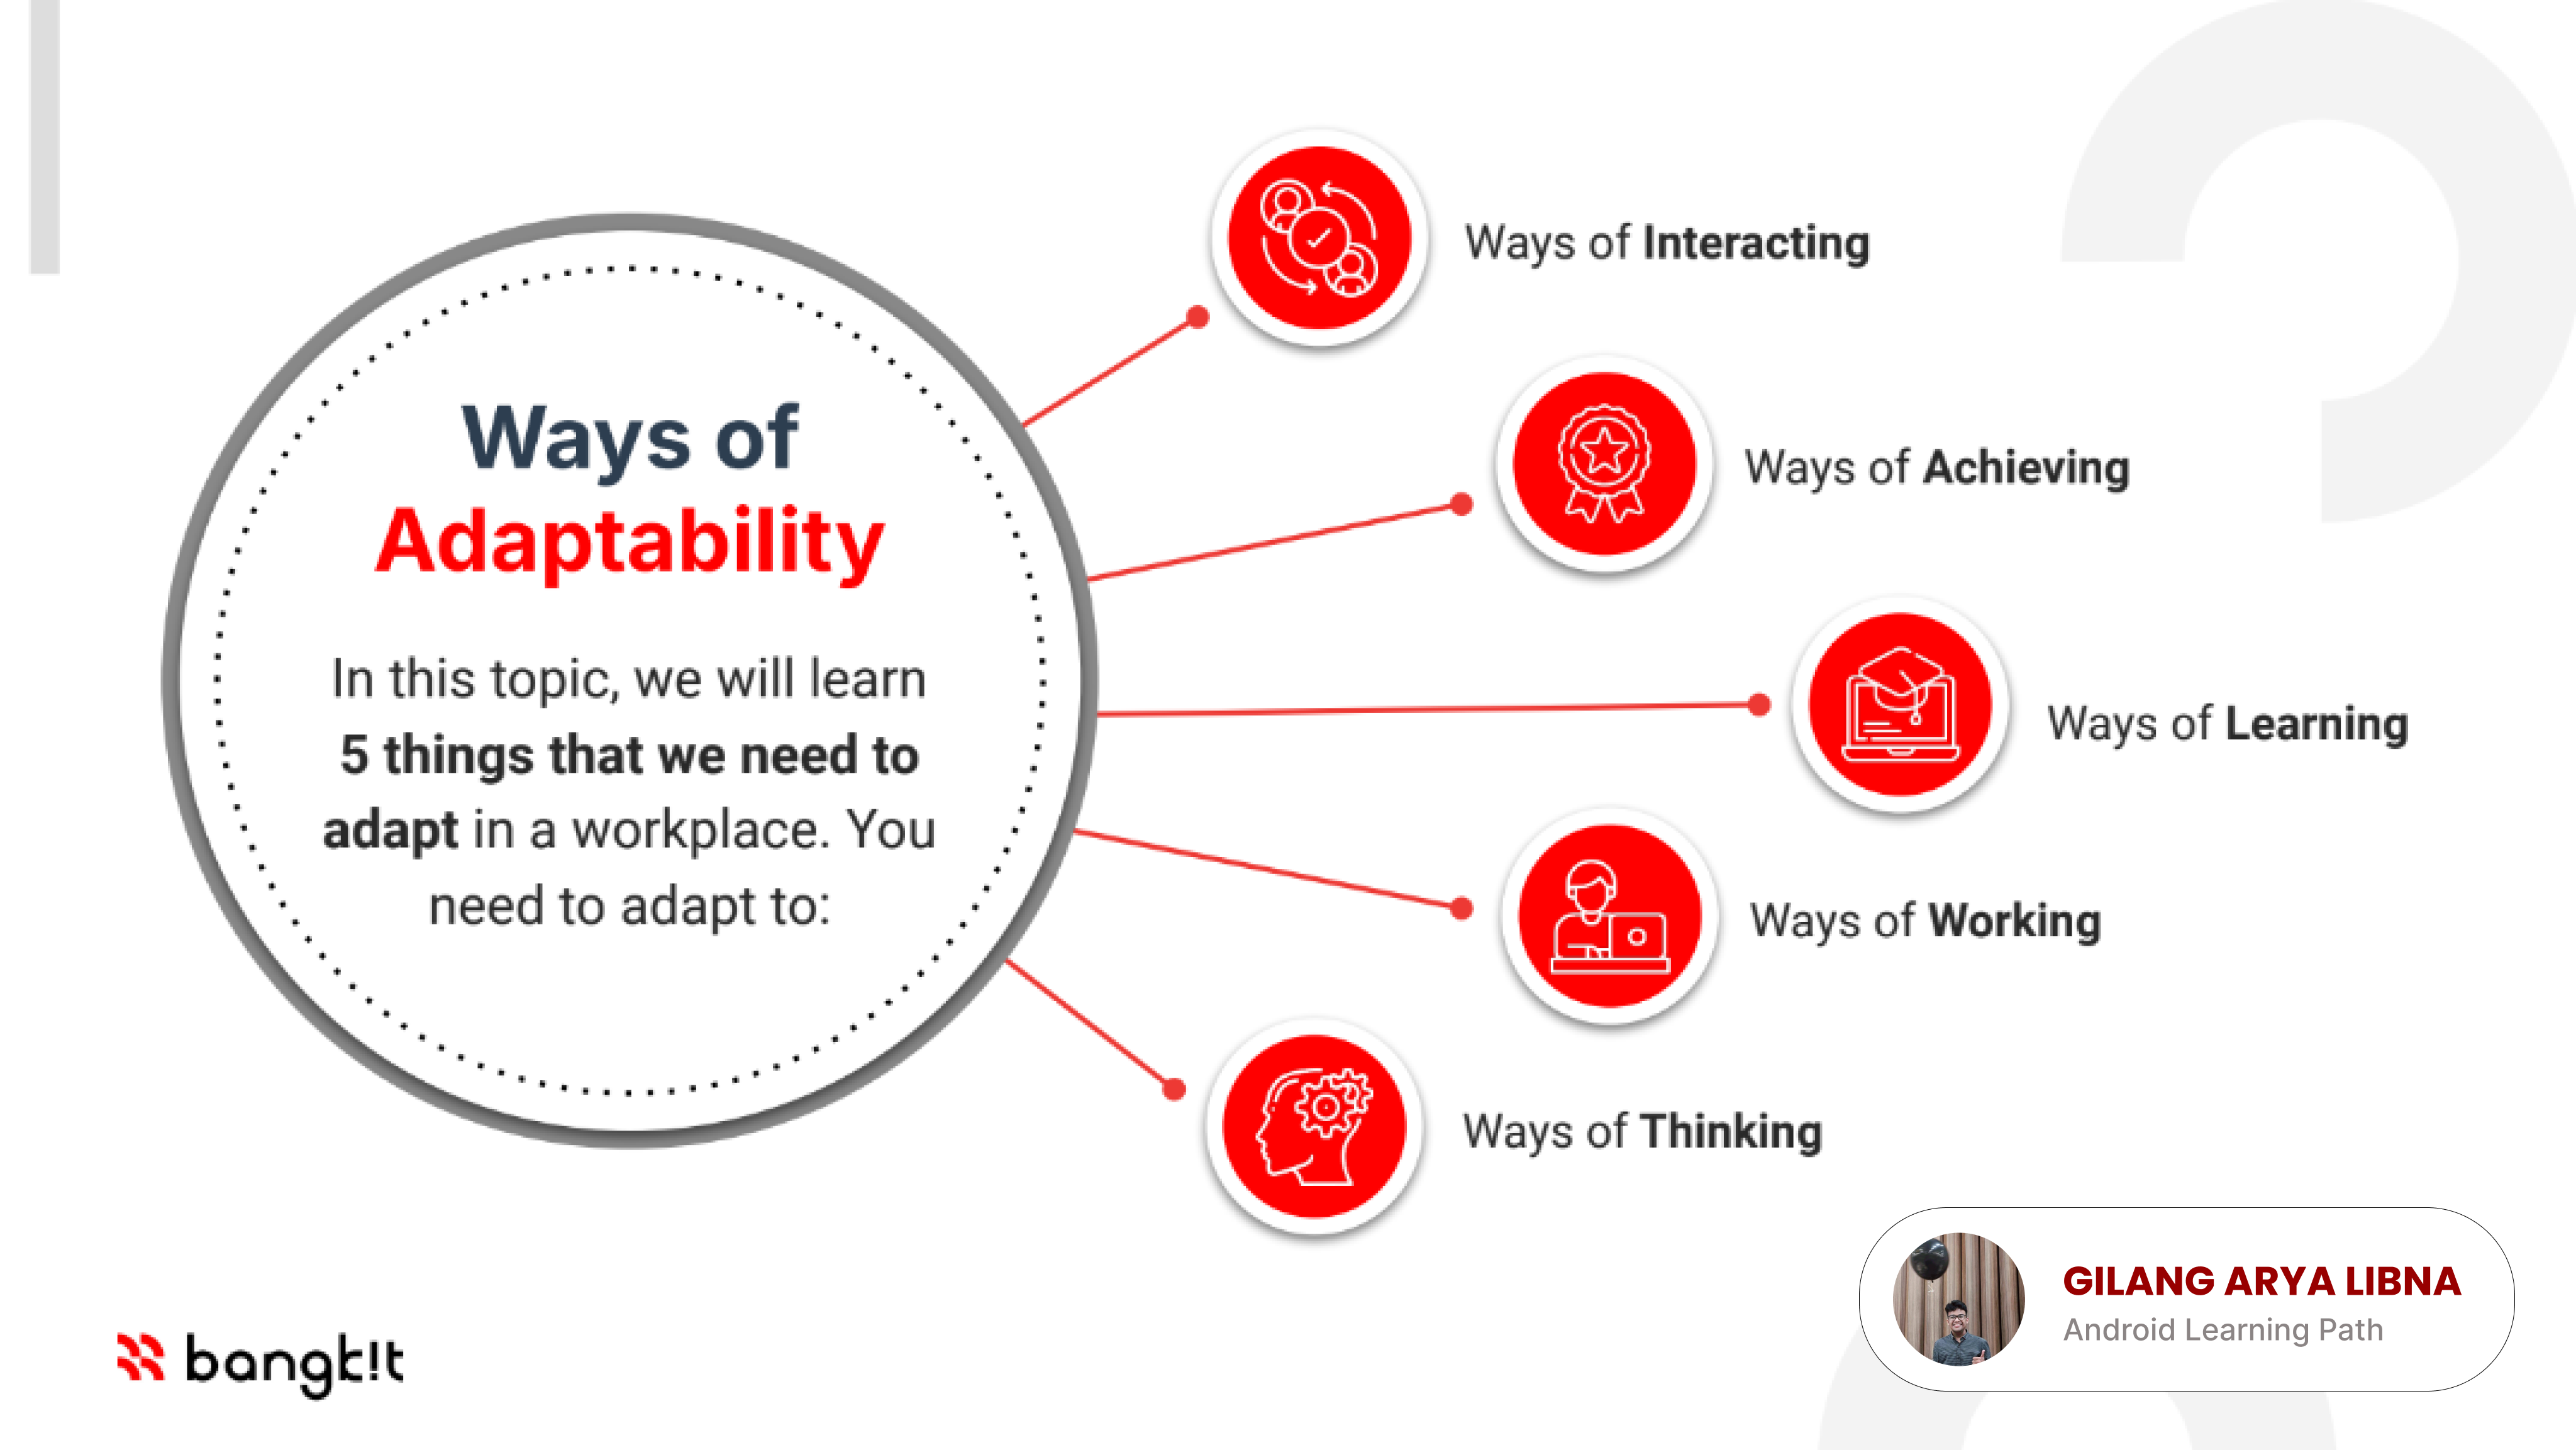 Ways of
Adaptability
In this topic, we will learn
5 things that we need to
adapt in a workplace. You
need to adapt to:
Ways of Interacting
Ways of Achieving
Ways of Learning
Ways of Working
Ways of Thinking
bangk!t
GILANG ARYA LIBNA
Android Learning Path